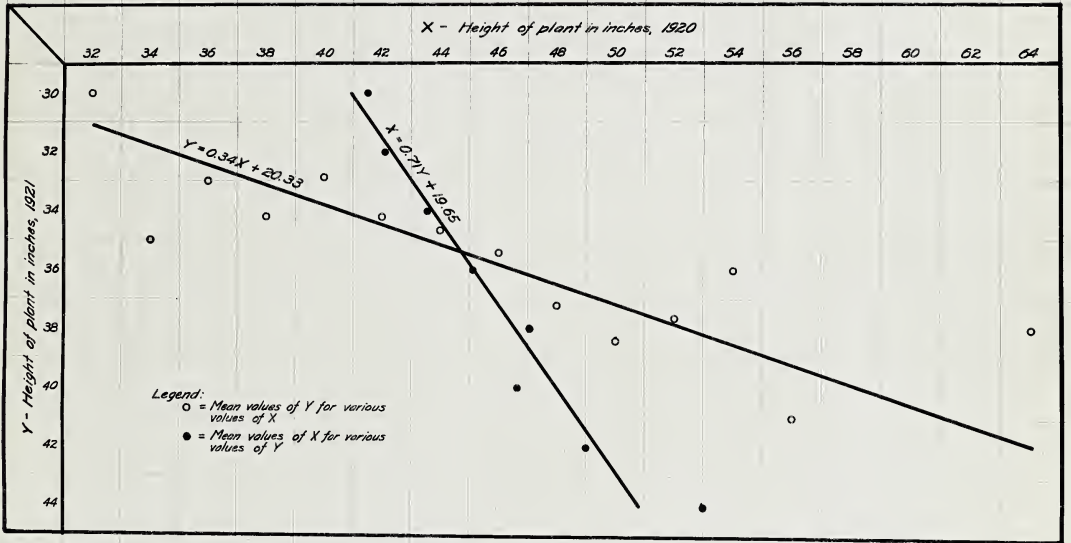 X - Height of plant in inches, 1920
32 34 36 38 40 42 44 46 48 50 52 54 56 58 60 62 64
Y - Height of plant in inches, 1921
30
32
34
36
38
40
42
44
Y = 0.34X + 20.33
X = 0.71Y + 19.65
Legend:
o = Mean values of Y for various
values of X
● = Mean values of X for various
values of Y